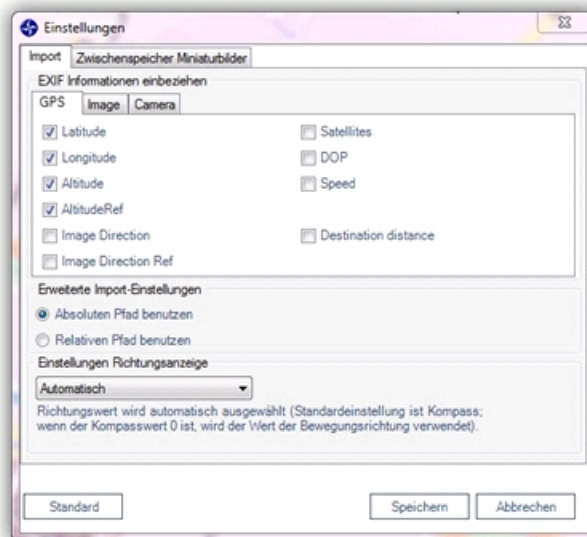 Einstellungen
Import Zwischenspeicher Miniaturbilder
EXIF Informationen einbeziehen
GPS Image Camera
Latitude Satellites
Longitude DOP
Altitude Speed
AltitudeRef
Image Direction Destination distance
Image Direction Ref
Erweiterte Import-Einstellungen
Absoluten Pfad benutzen
Relativen Pfad benutzen
Einstellungen Richtungsanzeige
Automatisch
Richtungswert wird automatisch ausgewählt (Standardeinstellung ist Kompass;
wenn der Kompasswert 0 ist, wird der Wert der Bewegungsrichtung verwendet).
Standard Speichern Abbrechen